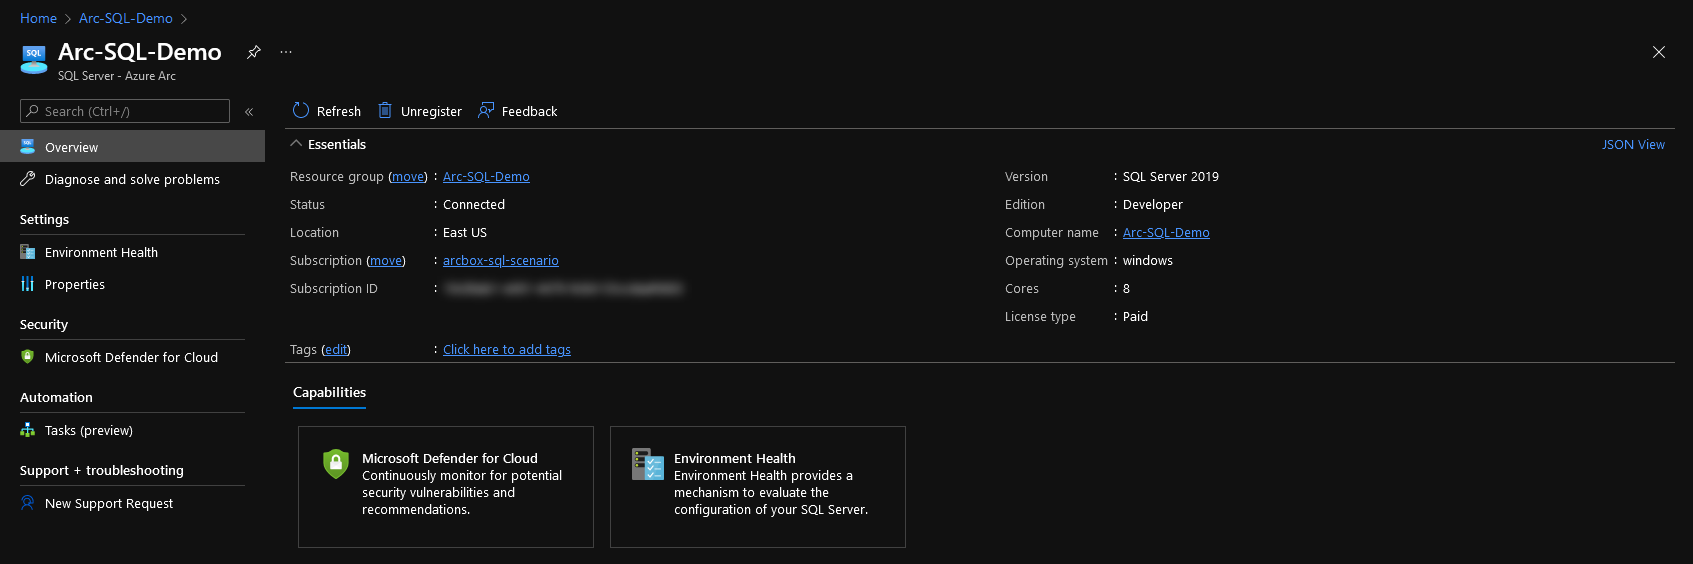 Home > Arc-SQL-Demo >
SQL
Arc-SQL-Demo ...
SQL Server - Azure Arc
Search (Ctrl+/) «
Overview
Diagnose and solve problems
Settings
Environment Health
Properties
Security
Microsoft Defender for Cloud
Automation
Tasks (preview)
Support + troubleshooting
New Support Request
Refresh Unregister Feedback
Essentials JSON View
Resource group (move) : Arc-SQL-Demo
Status : Connected
Location : East US
Subscription (move) : arcbox-sql-scenario
Subscription ID :
Version : SQL Server 2019
Edition : Developer
Computer name : Arc-SQL-Demo
Operating system : windows
Cores : 8
License type : Paid
Tags (edit) : Click here to add tags
Capabilities
Microsoft Defender for Cloud
Continuously monitor for potential
security vulnerabilities and
recommendations.
Environment Health
Environment Health provides a
mechanism to evaluate the
configuration of your SQL Server.